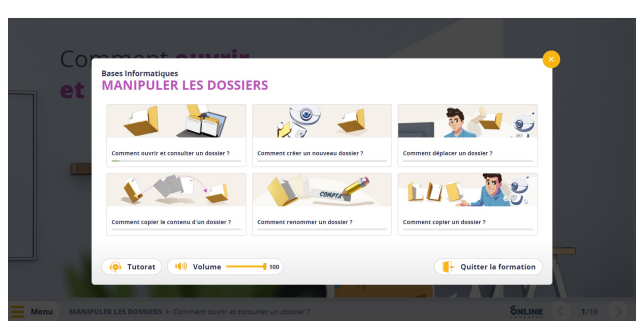 Comment ouvrir
et
Bases Informatiques
MANIPULER LES DOSSIERS
Comment ouvrir et consulter un dossier ?
Comment créer un nouveau dossier ?
Comment déplacer un dossier ?
COMPTA
Comment copier le contenu d'un dossier ?
Comment renommer un dossier ?
Comment copier un dossier ?
Tutorat
Volume
100
Quitter la formation
Menu
MANIPULER LES DOSSIERS > Comment ouvrir et consulter un dossier ?
ÖNLINE
1/18